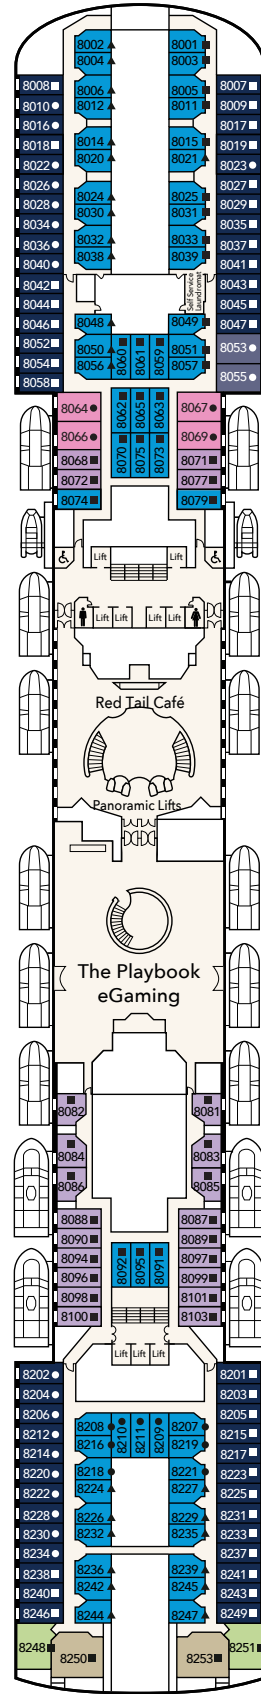 8002 8001
8004 8003
8008 8006 8005 8007
8010 8012 8011 8009
8016 8017
8018 8014 8015 8019
8022 8020 8021 8023
8026 8024 8025 8027
8028 8030 8031 8029
8034 8032 8033 8035
8036 8038 8039 8037
8040 8041
8042 Self Service Laundromat 8043
8044 8045
8046 8048 8049 8047
8052 8050 8060 8061 8059 8051 8053
8054 8056 8057 8055
8058
8064 8062 8065 8063 8067
8066 8069
8068 8070 8075 8073 8071
8072 8077
8074 8079
Lift Lift
Lift Lift Lift Lift
Red Tail Café
Panoramic Lifts
The Playbook
eGaming
8082 8081
8084 8083
8086 8085
8088 8087
8090 8092 8095 8091 8089
8094 8097
8096 8099
8098 8101
8100 8103
Lift Lift Lift
8202 8201
8204 8203
8206 8205
8212 8208 8210 8211 8209 8207 8215
8214 8216 8219 8217
8220 8218 8221 8223
8222 8224 8227 8225
8228 8226 8229 8231
8230 8232 8235 8233
8234 8237
8238 8236 8239 8241
8240 8242 8245 8243
8246 8244 8247 8249
8248 8250 8253 8251